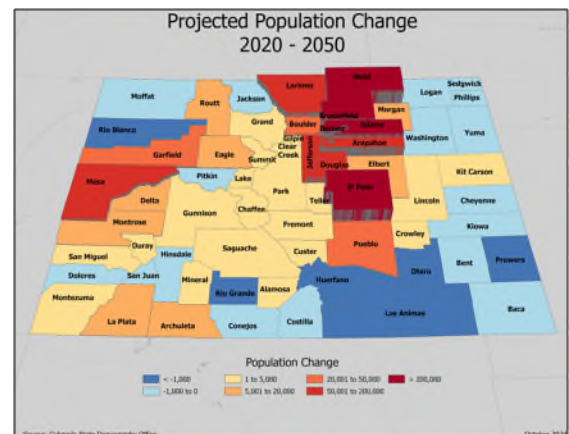 Projected Population Change
2020 - 2050
Moffat
Routt
Jackson
Larimer
Weld
Logan
Sedgwick
Phillips
Rio Blanco
Grand
Boulder
Broomfield
Morgan
Washington
Yuma
Garfield
Eagle
Gilpin
Clear
Creek
Summit
Jefferson
Denver
Adams
Arapahoe
Douglas
Elbert
Kit Carson
Mesa
Pitkin
Lake
Park
Delta
Gunnison
Chaffee
Teller
El Paso
Lincoln
Cheyenne
Montrose
Fremont
Kiowa
Ouray
Saguache
Custer
Pueblo
Crowley
San Miguel
Hinsdale
Dolores
San Juan
Mineral
Rio Grande
Alamosa
Huerfano
Otero
Bent
Prowers
Montezuma
La Plata
Archuleta
Conejos
Costilla
Las Animas
Baca
Population Change
< -1,000
1 to 5,000
20,001 to 50,000
> 200,000
-1,000 to 0
5,001 to 20,000
50,001 to 200,000
Source: Colorado State Demography Office